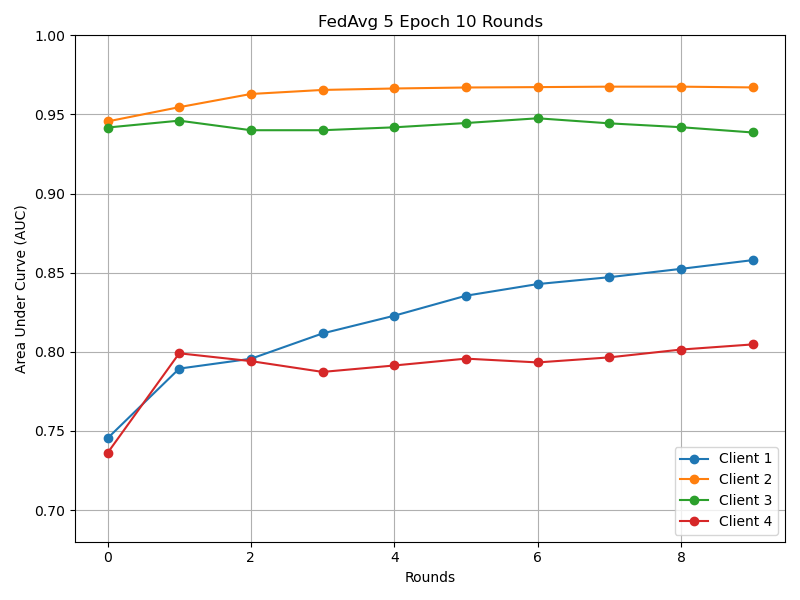 FedAvg 5 Epoch 10 Rounds
1.00
0.95
0.90
0.85
0.80
0.75
0.70
Area Under Curve (AUC)
0 2 4 6 8
Rounds
Client 1
Client 2
Client 3
Client 4